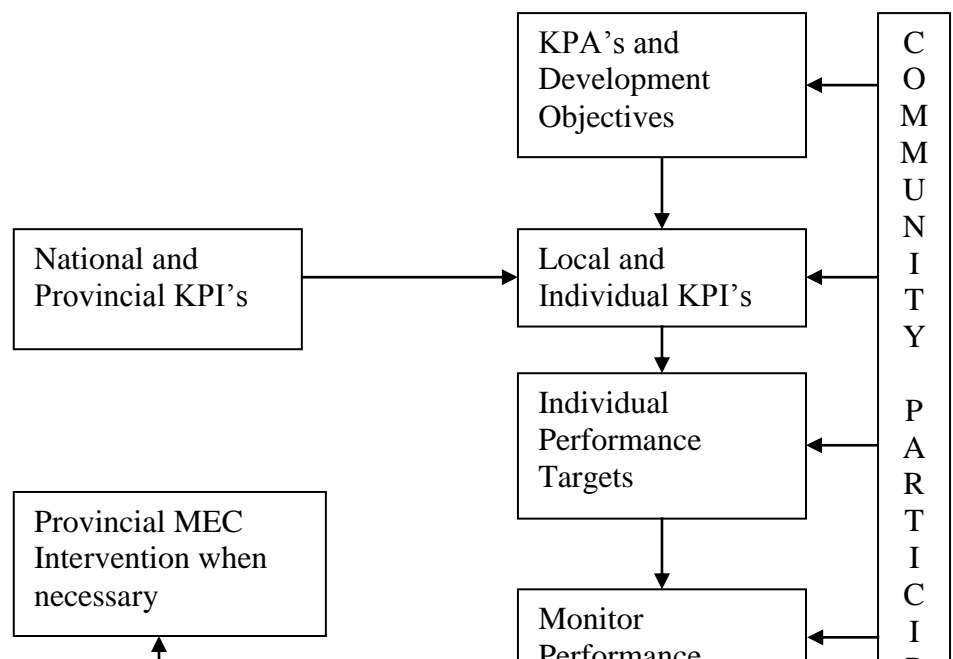 KPA's and
Development
Objectives
National and
Provincial KPI's
Local and
Individual KPI's
Individual
Performance
Targets
Provincial MEC
Intervention when
necessary
Monitor
Performance
C
O
M
M
U
N
I
T
Y
P
A
R
T
I
C
I